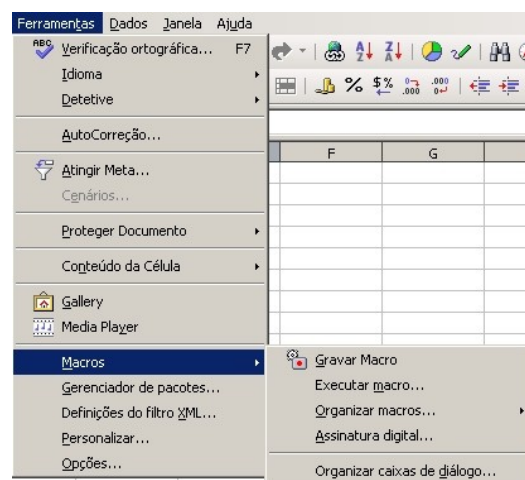 Ferramentas Dados Janela Ajuda
Verificação ortográfica... F7
Idioma
Detetive
AutoCorreção...
Atingir Meta...
Cenários...
Proteger Documento
Conteúdo da Célula
Gallery
Media Player
Macros
Gerenciador de pacotes...
Definições do filtro XML...
Personalizar...
Opções...
F G
Gravar Macro
Executar macro...
Organizar macros...
Assinatura digital...
Organizar caixas de diálogo...